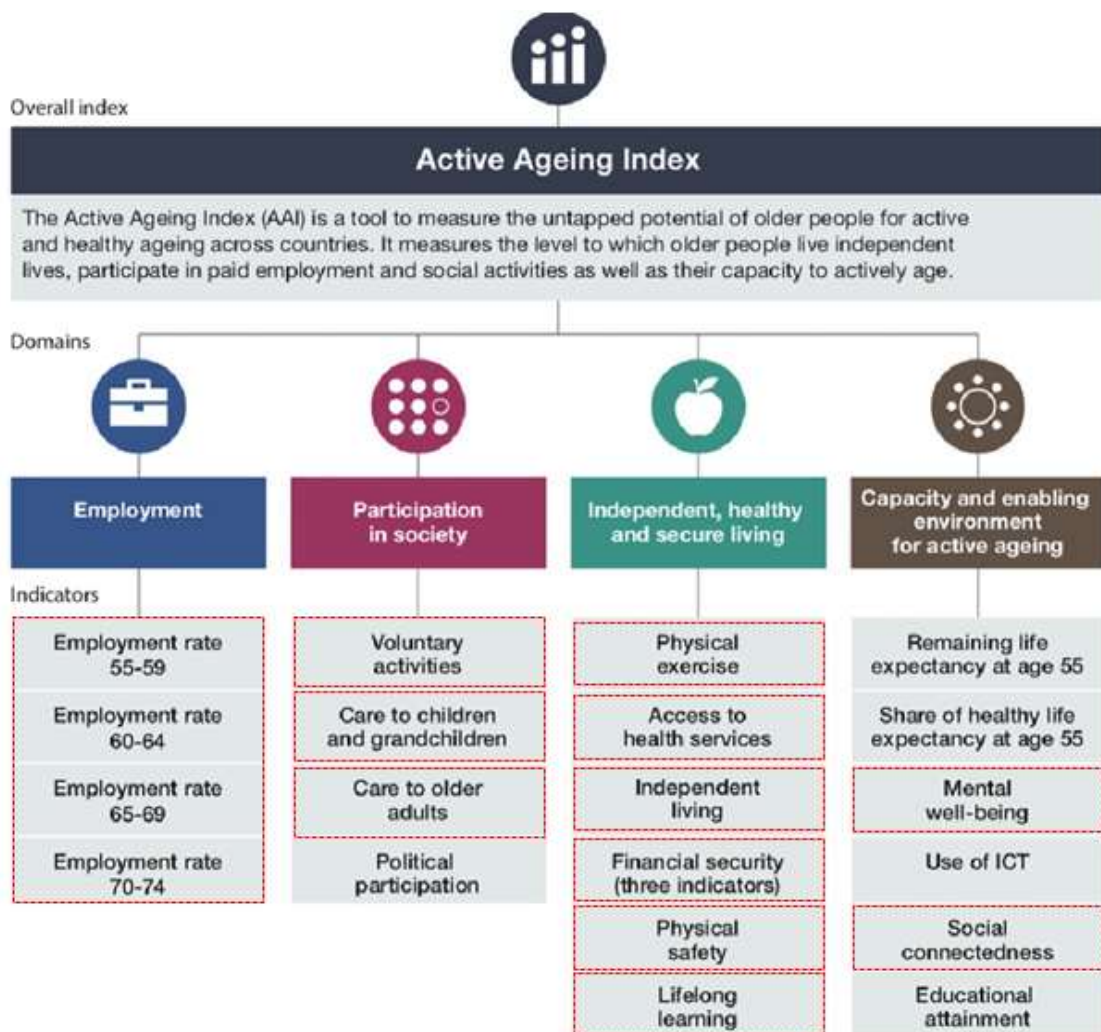 Overall index
Active Ageing Index
The Active Ageing Index (AAI) is a tool to measure the untapped potential of older people for active
and healthy ageing across countries. It measures the level to which older people live independent
lives, participate in paid employment and social activities as well as their capacity to actively age.
Domains
Employment
Participation
in society
Independent, healthy
and secure living
Capacity and enabling
environment
for active ageing
Indicators
Employment rate
55-59
Employment rate
60-64
Employment rate
65-69
Employment rate
70-74
Voluntary
activities
Care to children
and grandchildren
Care to older
adults
Political
participation
Physical
exercise
Access to
health services
Independent
living
Financial security
(three indicators)
Physical
safety
Lifelong
learning
Remaining life
expectancy at age 55
Share of healthy life
expectancy at age 55
Mental
well-being
Use of ICT
Social
connectedness
Educational
attainment